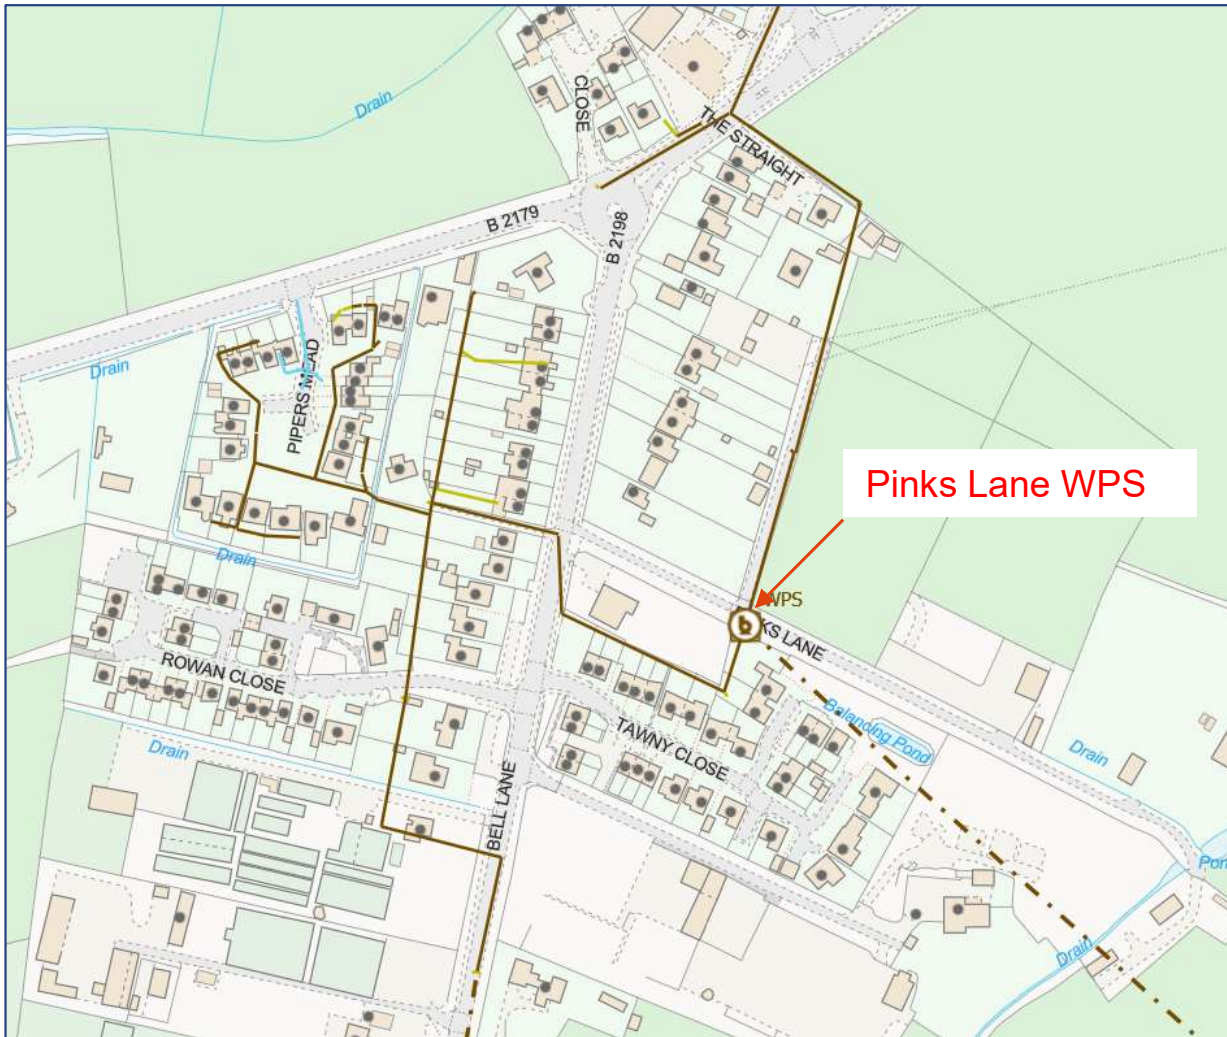 Drain
CLOSE
THE STRAIGHT
B 2179
B 2198
Drain
PIPERS MEAD
Pinks Lane WPS
WPS
KS LANE
Drain
ROWAN CLOSE
TAWNY CLOSE
Balancing Pond
Drain
Drain
BELL LANE
Pon
Drain